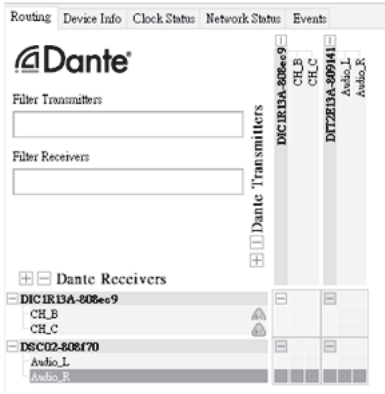 Routing Device Info Clock Status Network Status Events
Dante®
Filter Transmitters
Filter Receivers
Dante Transmitters
DIC1R13A-808ec9
CH_B
CH_C
DIT2E13A-809141
Audio_L
Audio_R
Dante Receivers
DIC1R13A-808ec9
CH_B
CH_C
DSC02-808f70
Audio_L
Audio_R